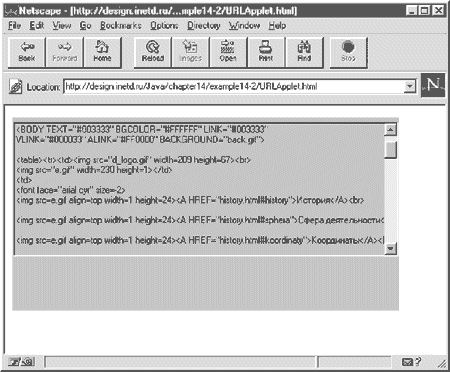 Netscape - [http://design.inetd.ru/...mple14-2/URLApplet.html]
File Edit View Go Bookmarks Options Directory Window Help
Back Forward Home Reload Images Open Print Find Stop
Location: http://design.inetd.ru/Java/chapter14/example14-2/URLApplet.html
N
<BODY TEXT="#003333" BGCOLOR="#FFFFFF" LINK="#003333"
VLINK="#000033" ALINK="#FF0000" BACKGROUND="back.gif">
<table><tr><td><img src="d_logo.gif" width=209 height=67><br>
<img src="e.gif" width=230 height=1></td>
<td>
<font face="arial cyr" size=-2>
<img src=e.gif align=top width=1 height=24><A HREF="history.html#history">История</A><br>
<img src=e.gif align=top width=1 height=24><A HREF="history.html#sphera">Сфера деятельности<
<img src=e.gif align=top width=1 height=24><A HREF="history.html#koordinaty">Координаты</A><